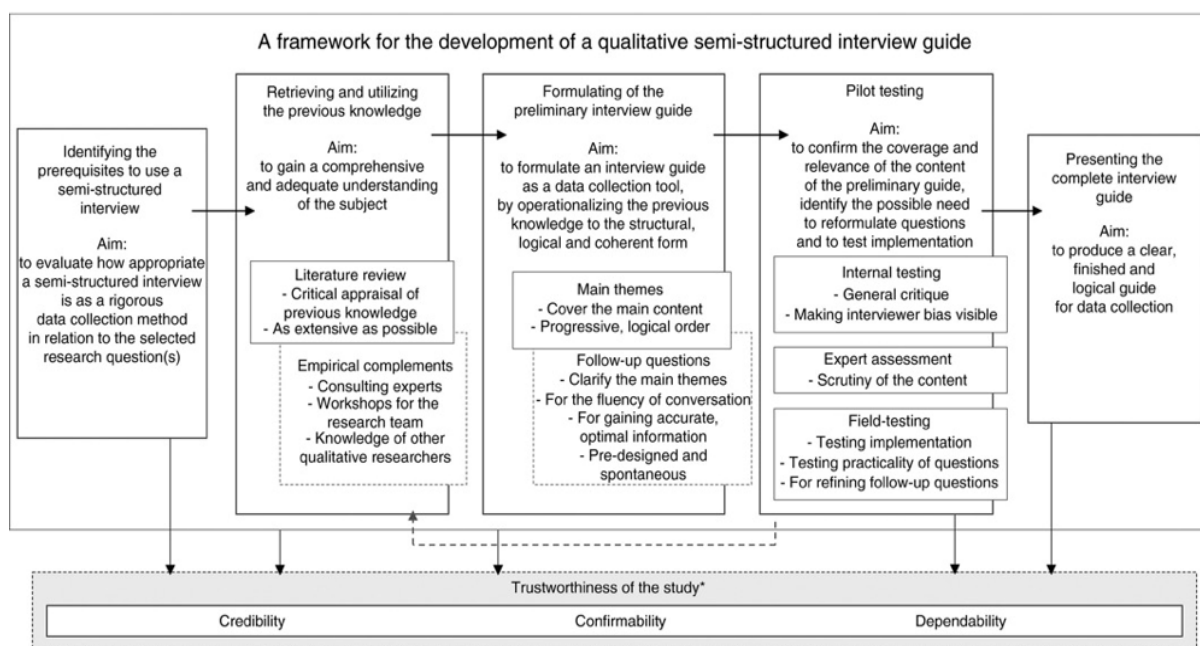 A framework for the development of a qualitative semi-structured interview guide
Identifying the
prerequisites to use a
semi-structured
interview
Aim:
to evaluate how appropriate
a semi-structured interview
is as a rigorous
data collection method
in relation to the selected
research question(s)
Retrieving and utilizing
the previous knowledge
Aim:
to gain a comprehensive
and adequate understanding
of the subject
Literature review
- Critical appraisal of
previous knowledge
- As extensive as possible
Empirical complements
- Consulting experts
- Workshops for the
research team
- Knowledge of other
qualitative researchers
Formulating of the
preliminary interview guide
Aim:
to formulate an interview guide
as a data collection tool,
by operationalizing the previous
knowledge to the structural,
logical and coherent form
Main themes
- Cover the main content
- Progressive, logical order
Follow-up questions
- Clarify the main themes
- For the fluency of conversation
- For gaining accurate,
optimal information
- Pre-designed and
spontaneous
Pilot testing
Aim:
to confirm the coverage and
relevance of the content
of the preliminary guide,
identify the possible need
to reformulate questions
and to test implementation
Internal testing
- General critique
- Making interviewer bias visible
Expert assessment
- Scrutiny of the content
Field-testing
- Testing implementation
- Testing practicality of questions
- For refining follow-up questions
Presenting the
complete interview
guide
Aim:
to produce a clear,
finished and
logical guide
for data collection
Trustworthiness of the study*
Credibility
Confirmability
Dependability